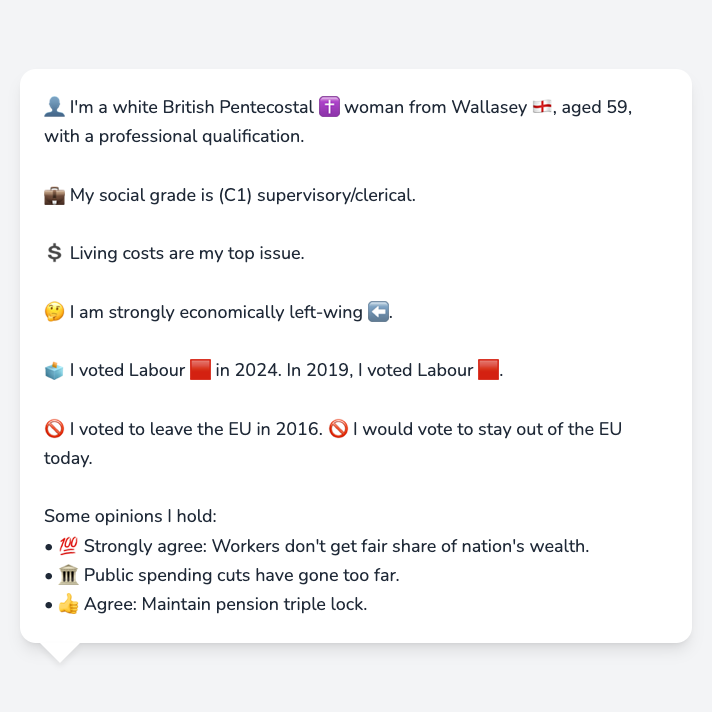 👤 I'm a white British Pentecostal ✝️ woman from Wallasey 🏴󠁧󠁢󠁥󠁮󠁧󠁿, aged 59,
with a professional qualification.
💼 My social grade is (C1) supervisory/clerical.
💲 Living costs are my top issue.
🤔 I am strongly economically left-wing ⬅️.
🗳️ I voted Labour 🟥 in 2024. In 2019, I voted Labour 🟥.
🚫 I voted to leave the EU in 2016. 🚫 I would vote to stay out of the EU
today.
Some opinions I hold:
• 💯 Strongly agree: Workers don't get fair share of nation's wealth.
• 🏛️ Public spending cuts have gone too far.
• 👍 Agree: Maintain pension triple lock.